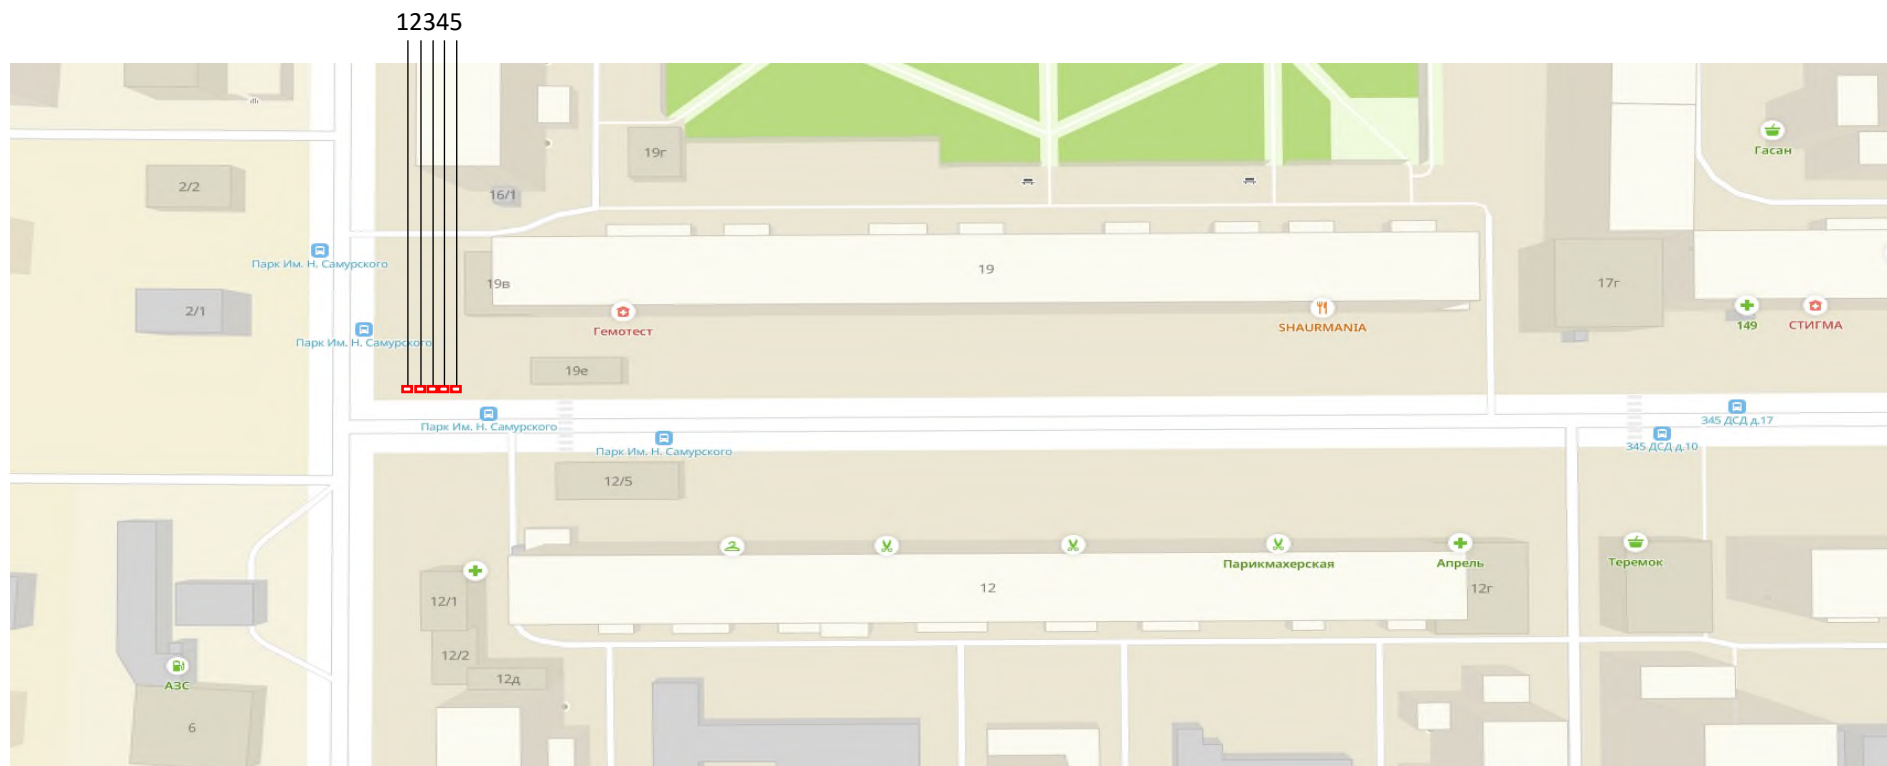 12345
19г
Гасан
2/2
16/1
Парк Им. Н. Самурского
19
17г
19в
2/1
Гемотест
SHAURMANIA
149
СТИГМА
Парк Им. Н. Самурского
19е
Парк Им. Н. Самурского
345 ДСД д.17
Парк Им. Н. Самурского
345 ДСД д.10
12/5
Парикмахерская
Апрель
Теремок
12
12г
12/1
12/2
12д
АЗС
6